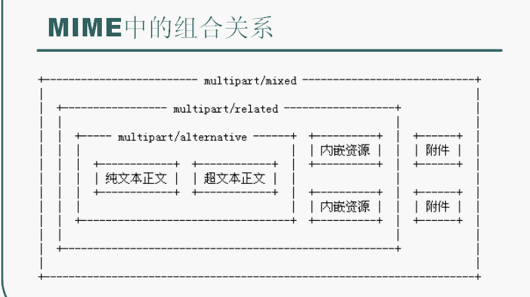 MIME中的组合关系
multipart/mixed
multipart/related
multipart/alternative
内嵌资源 附件
纯文本正文 超文本正文
内嵌资源 附件